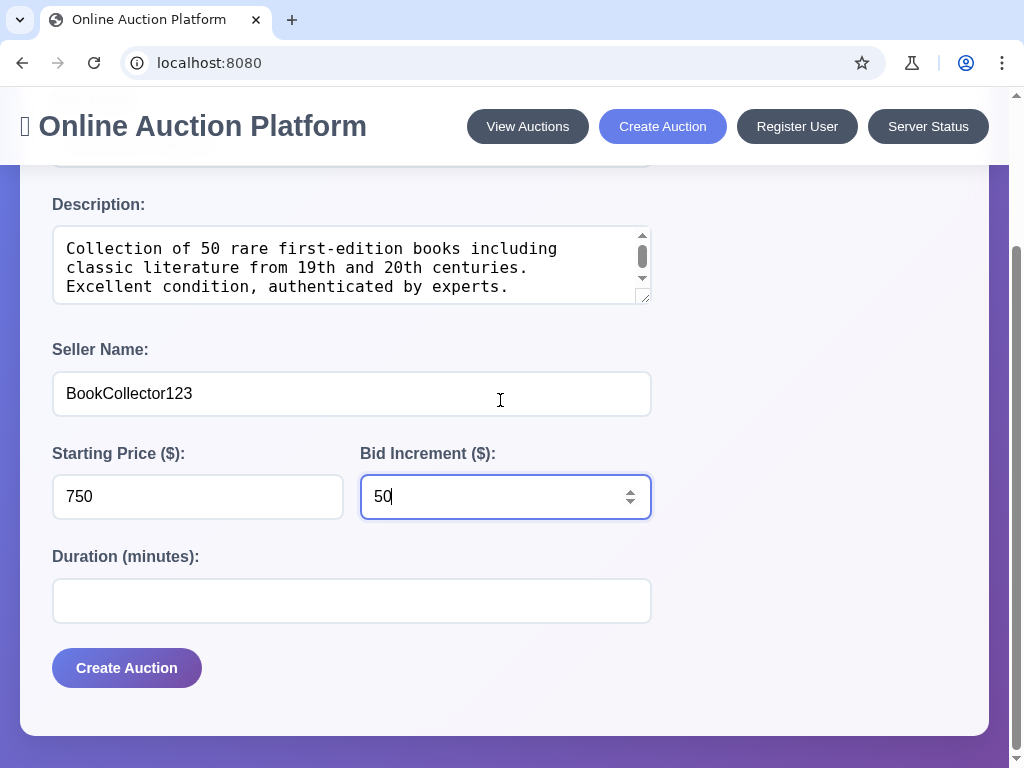 Online Auction Platform
localhost:8080
Online Auction Platform
View Auctions
Create Auction
Register User
Server Status
Description:
Collection of 50 rare first-edition books including
classic literature from 19th and 20th centuries.
Excellent condition, authenticated by experts.
Seller Name:
BookCollector123
Starting Price ($):
Bid Increment ($):
750
50
Duration (minutes):
Create Auction